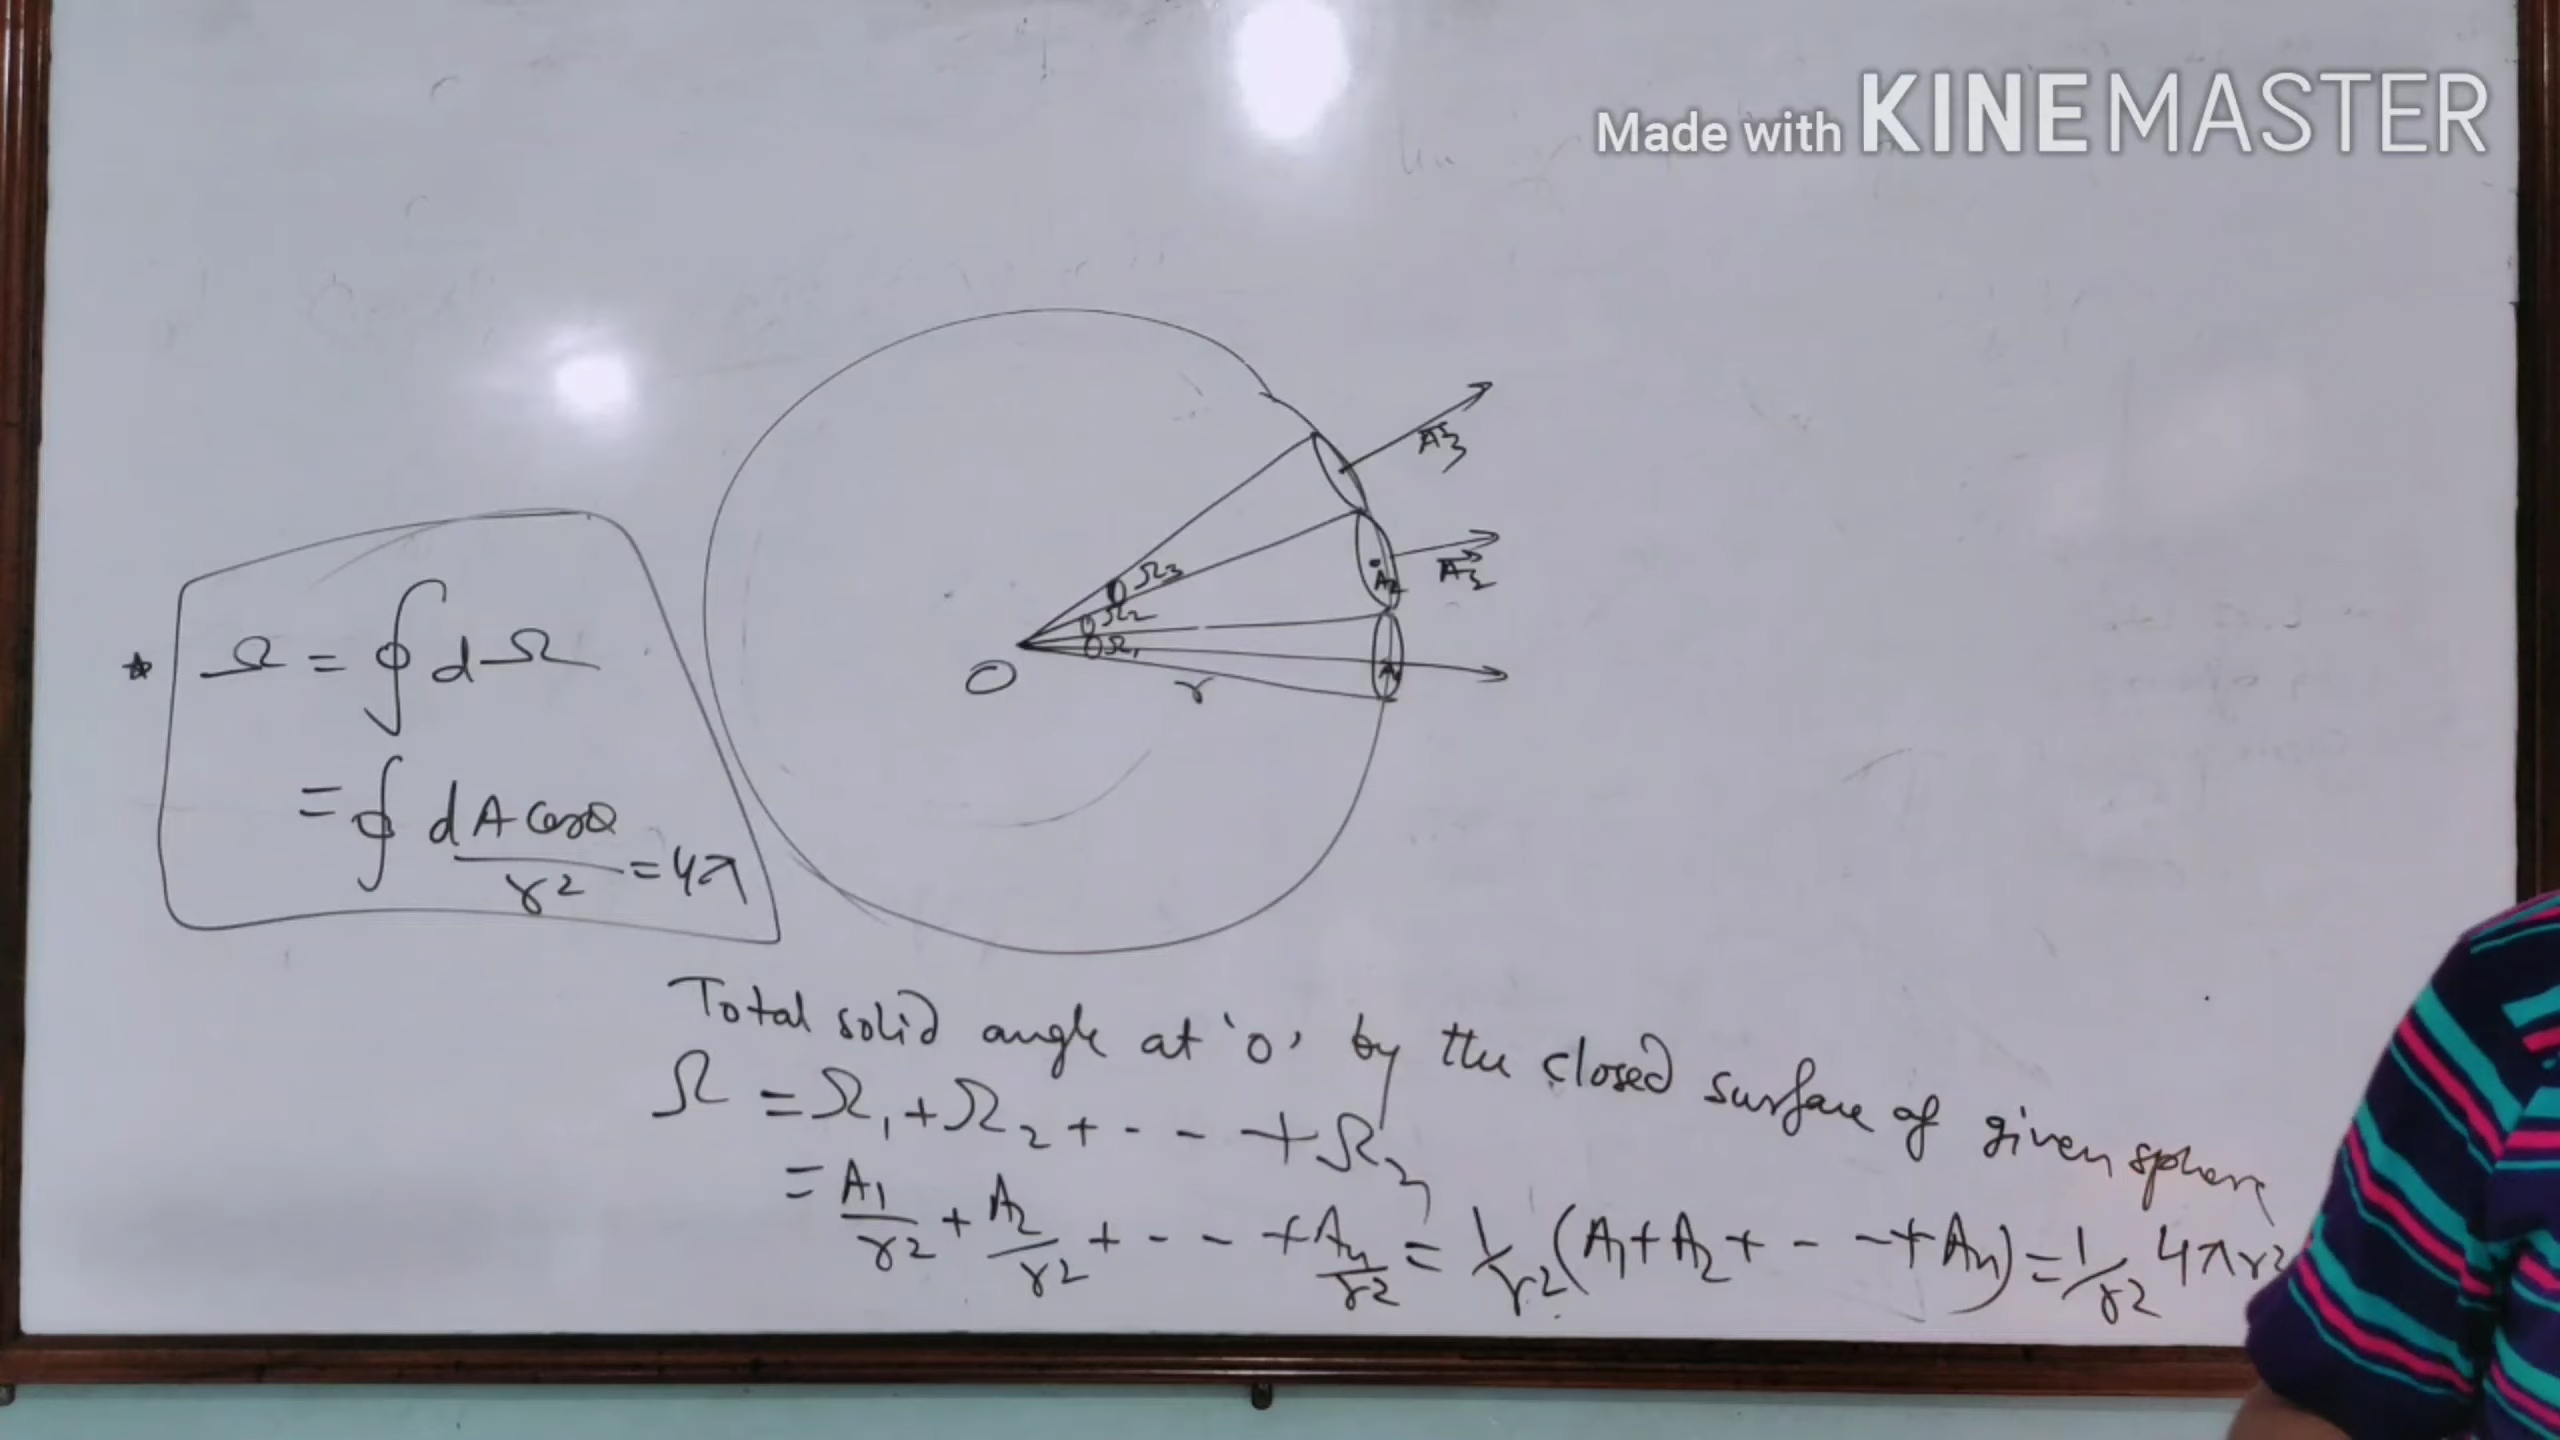 Made with KINEMASTER
A⃗3
A⃗2
A2
A1
Ω3
Ω2
Ω1
O
r
* Ω = ∮ dΩ
= ∮ dA cosθ / r2 = 4π
Total solid angle at 'O' by the closed surface of given sphere
Ω = Ω1 + Ω2 + - - - + Ωn
= A1/r2 + A2/r2 + - - - + An/r2 = 1/r2 (A1 + A2 + - - + An) = 1/r2 4πr2